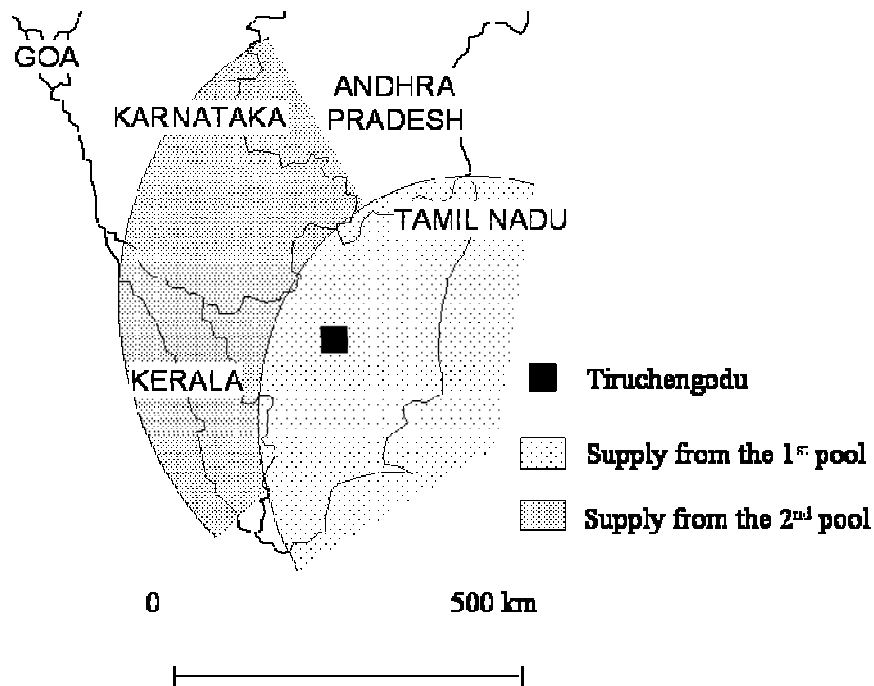 GOA
KARNATAKA
ANDHRA
PRADESH
TAMIL NADU
KERALA
Tiruchengodu
Supply from the 1st pool
Supply from the 2nd pool
0 500 km